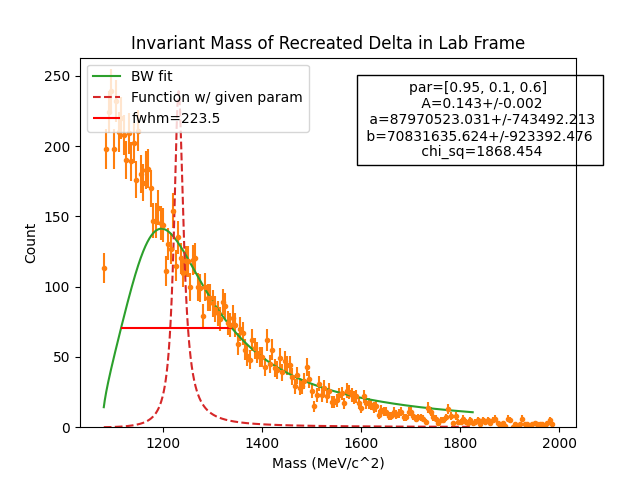 Invariant Mass of Recreated Delta in Lab Frame
BW fit
Function w/ given param
fwhm=223.5
par=[0.95, 0.1, 0.6]
A=0.143+/-0.002
a=87970523.031+/-743492.213
b=70831635.624+/-923392.476
chi_sq=1868.454
Count
250
200
150
100
50
0
1200 1400 1600 1800 2000
Mass (MeV/c^2)